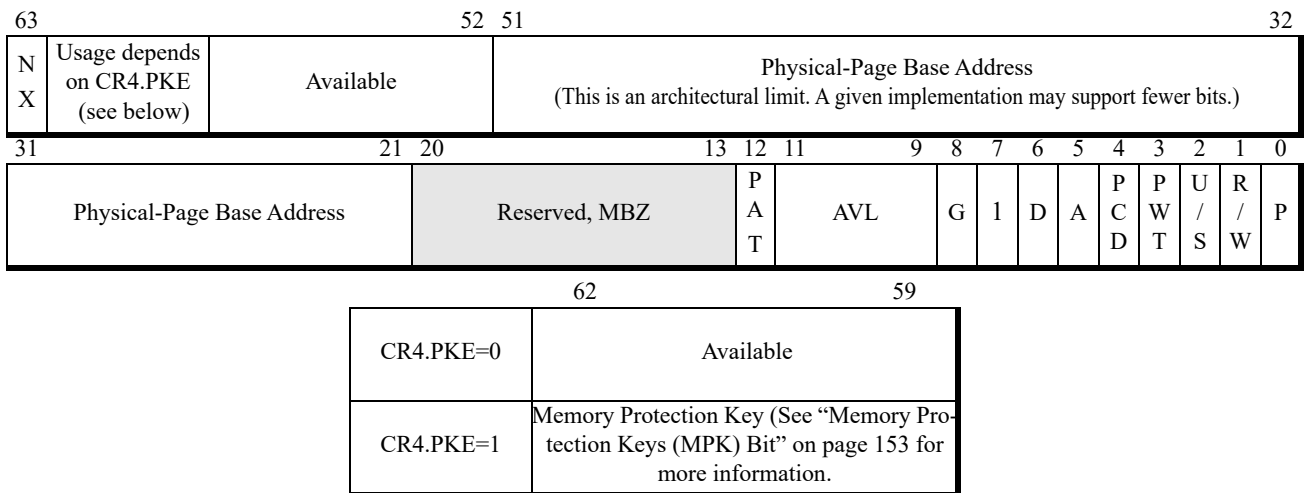 63 52 51 32
N X
Usage depends
on CR4.PKE
(see below)
Available
Physical-Page Base Address
(This is an architectural limit. A given implementation may support fewer bits.)
31 21 20 13 12 11 9 8 7 6 5 4 3 2 1 0
Physical-Page Base Address
Reserved, MBZ
P A T
AVL
G
1
D
A
P C D
P W T
U / S
R / W
P
62 59
CR4.PKE=0
Available
CR4.PKE=1
Memory Protection Key (See “Memory Pro-
tection Keys (MPK) Bit” on page 153 for
more information.